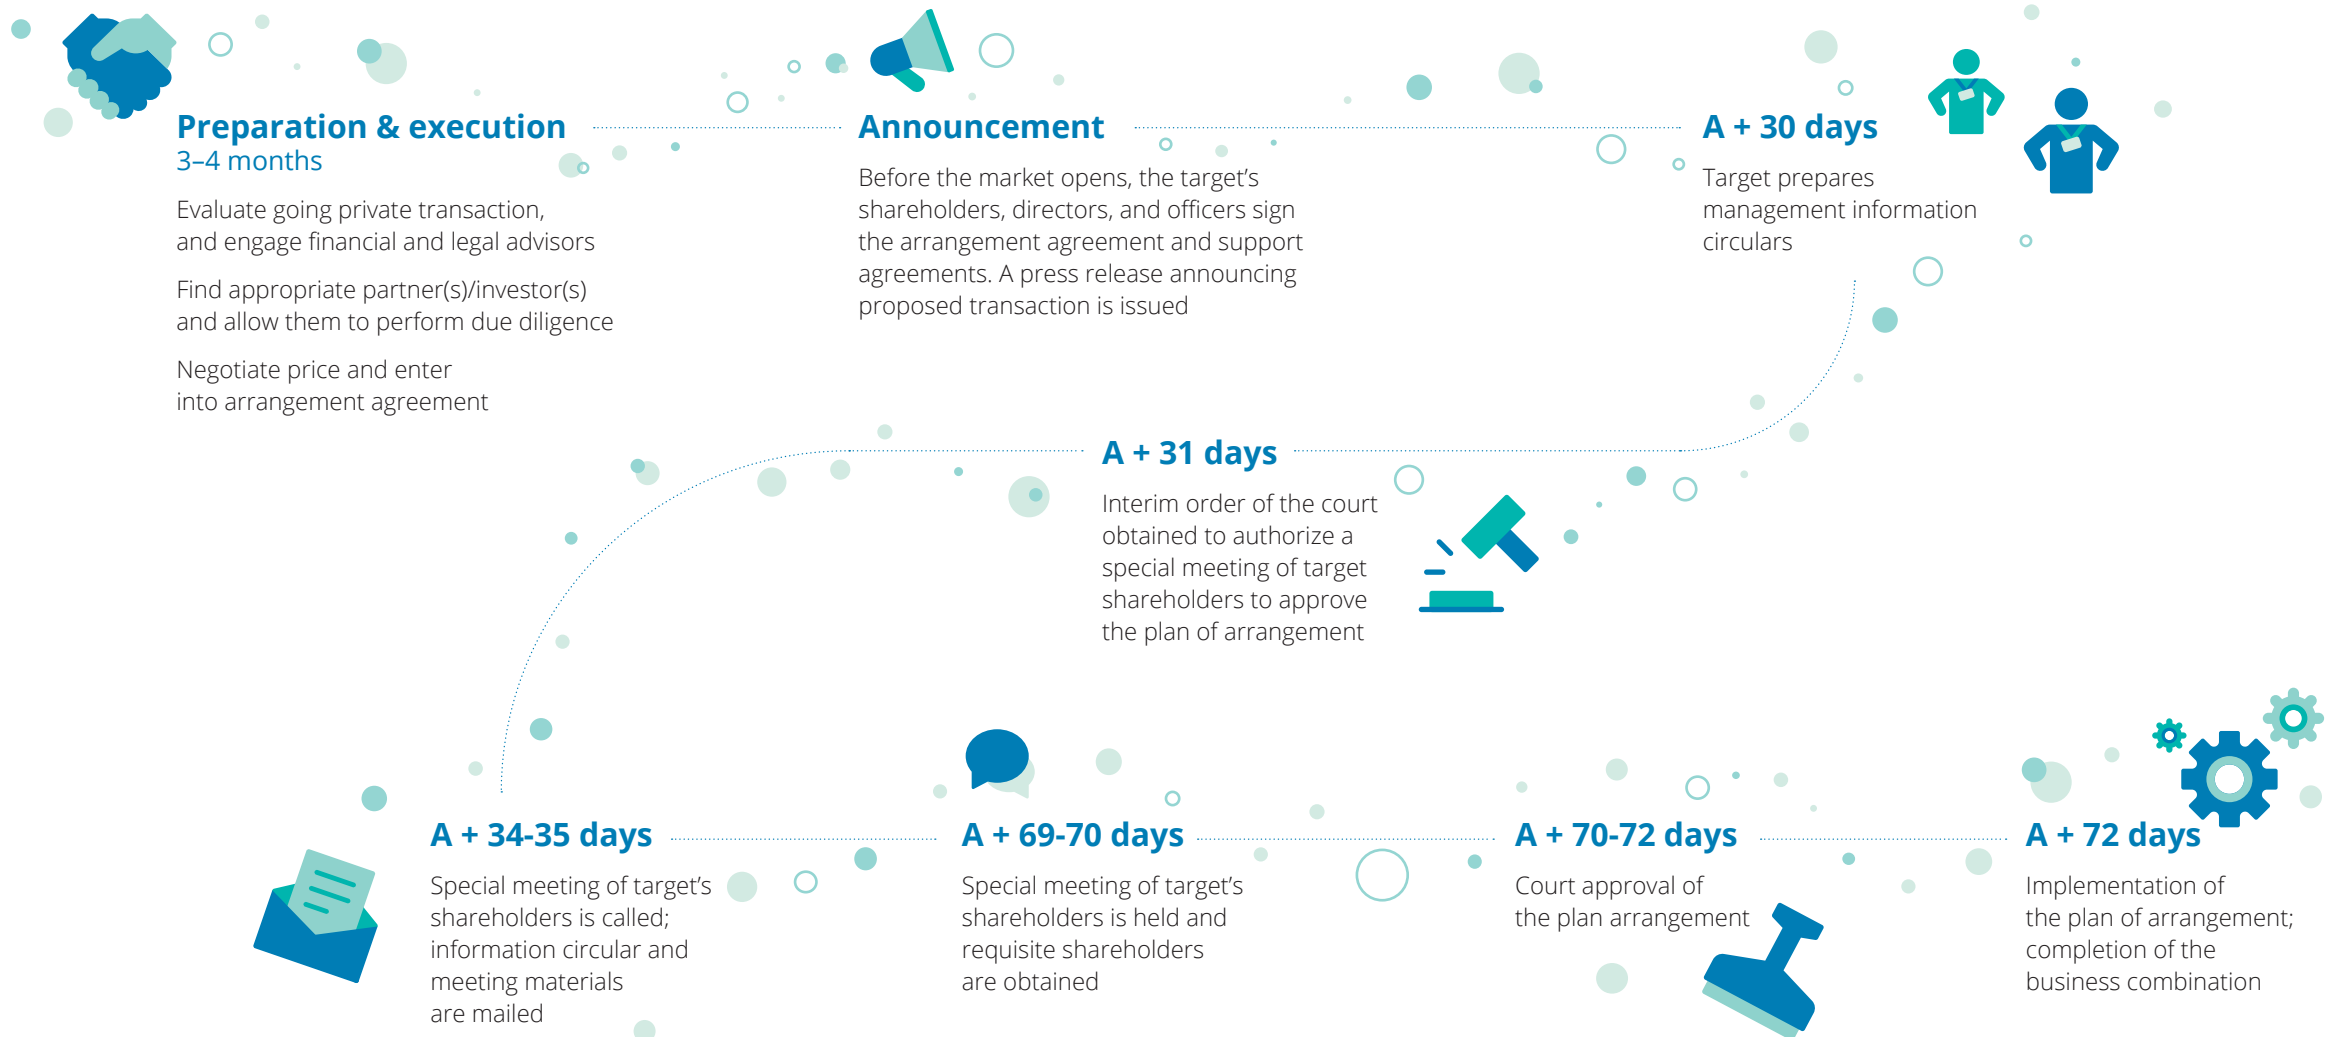 Preparation & execution
3–4 months
Evaluate going private transaction,
and engage financial and legal advisors
Find appropriate partner(s)/investor(s)
and allow them to perform due diligence
Negotiate price and enter
into arrangement agreement
Announcement
Before the market opens, the target’s
shareholders, directors, and officers sign
the arrangement agreement and support
agreements. A press release announcing
proposed transaction is issued
A + 30 days
Target prepares
management information
circulars
A + 31 days
Interim order of the court
obtained to authorize a
special meeting of target
shareholders to approve
the plan of arrangement
A + 34-35 days
Special meeting of target’s
shareholders is called;
information circular and
meeting materials
are mailed
A + 69-70 days
Special meeting of target’s
shareholders is held and
requisite shareholders
are obtained
A + 70-72 days
Court approval of
the plan arrangement
A + 72 days
Implementation of
the plan of arrangement;
completion of the
business combination